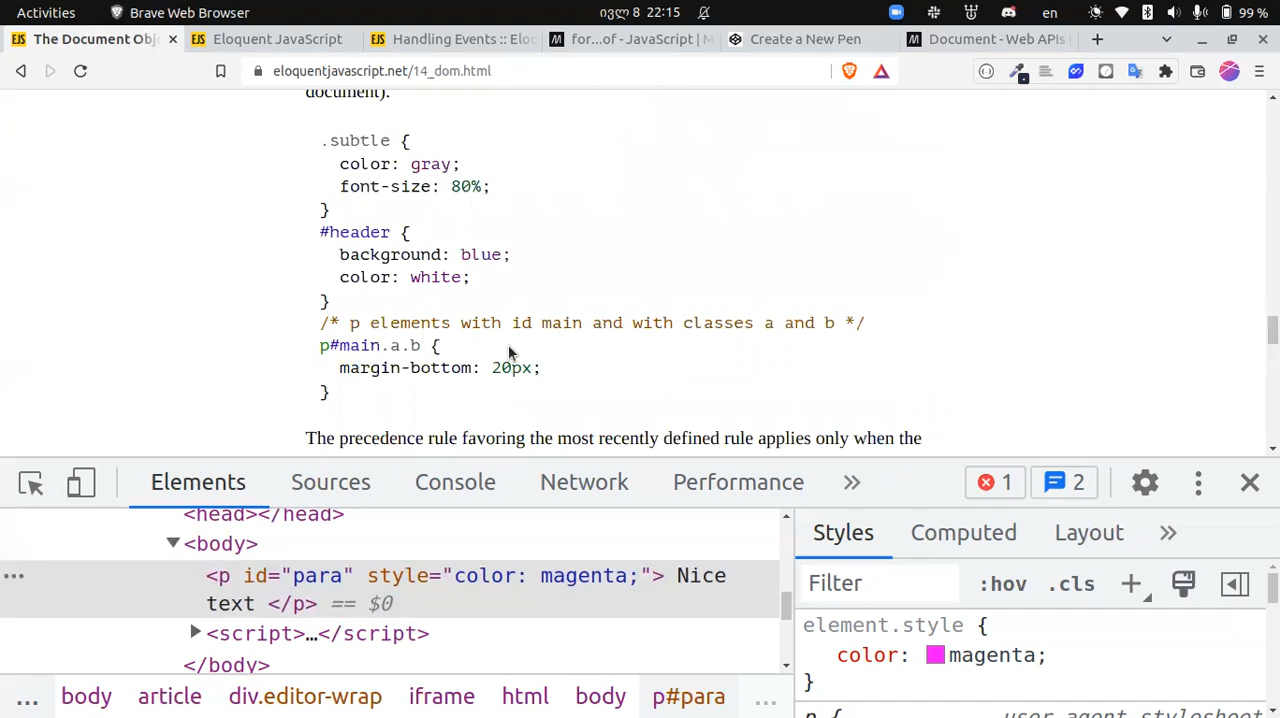 Activities Brave Web Browser ივლ 8 22:15 en 99 %
The Document Obj Eloquent JavaScript Handling Events :: Elo for...of - JavaScript | M Create a New Pen Document - Web APIs |
eloquentjavascript.net/14_dom.html
document).
.subtle {
color: gray;
font-size: 80%;
}
#header {
background: blue;
color: white;
}
/* p elements with id main and with classes a and b */
p#main.a.b {
margin-bottom: 20px;
}
The precedence rule favoring the most recently defined rule applies only when the
Elements Sources Console Network Performance » 1 2
<head></head>
<body>
<p id="para" style="color: magenta;"> Nice
text </p> == $0
<script>…</script>
</body>
… body article div.editor-wrap iframe html body p#para …
Styles Computed Layout »
Filter :hov .cls +
element.style {
color: magenta;
}
p { user agent stylesheet